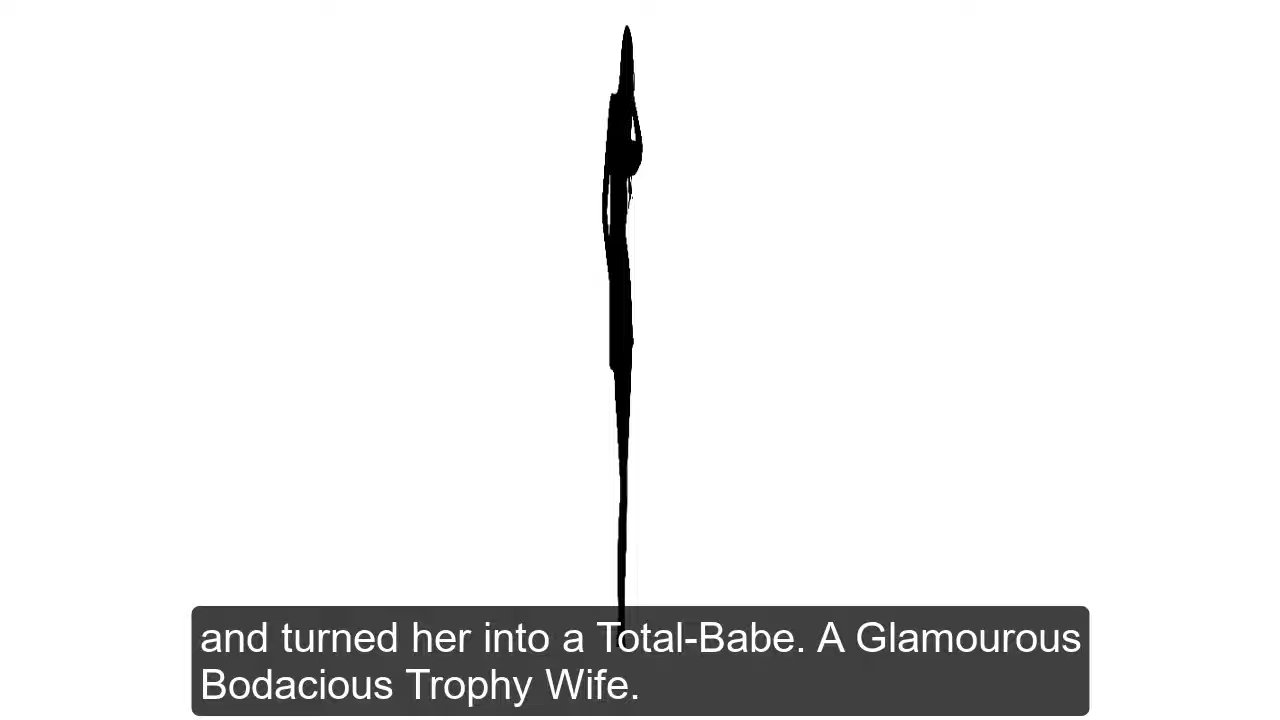 and turned her into a Total-Babe. A Glamourous
Bodacious Trophy Wife.